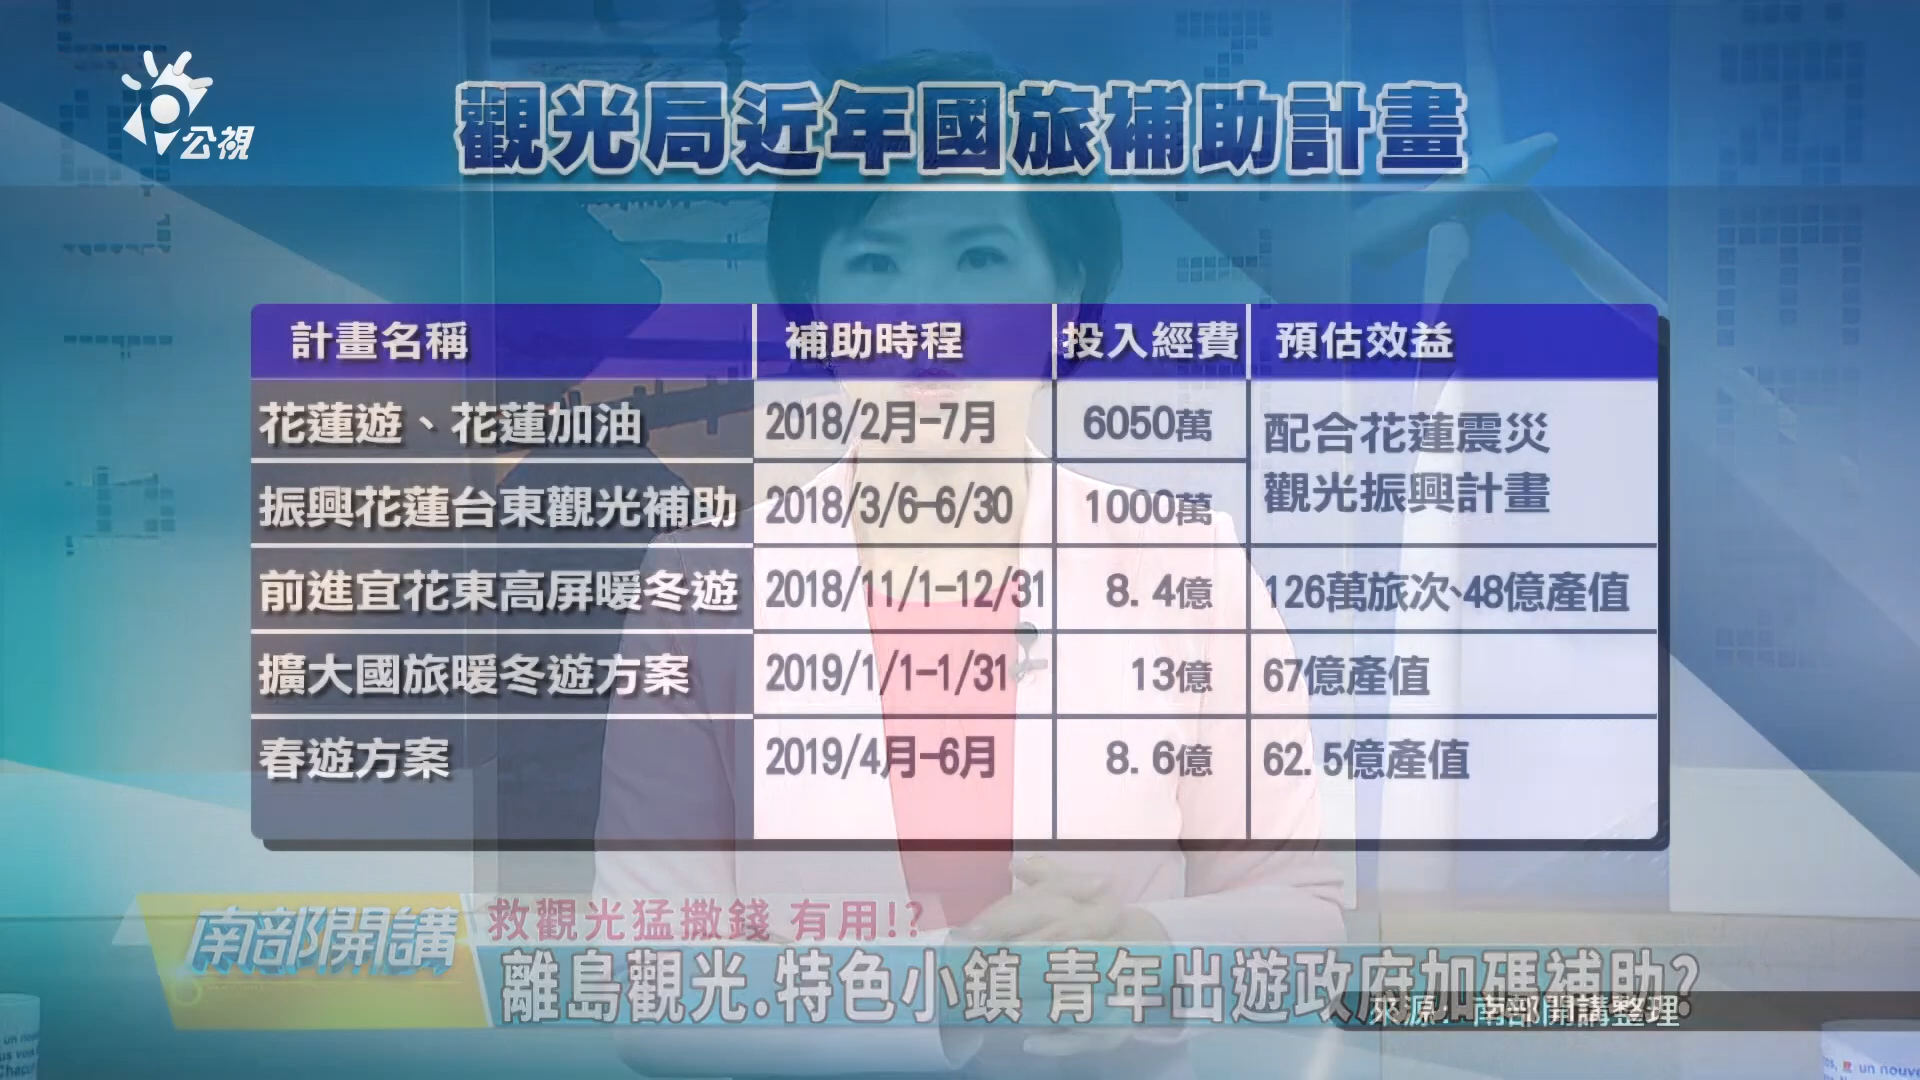 公視
觀光局近年國旅補助計畫
計畫名稱 補助時程 投入經費 預估效益
花蓮遊、花蓮加油 2018/2月-7月 6050萬 配合花蓮震災
觀光振興計畫
振興花蓮台東觀光補助 2018/3/6-6/30 1000萬
前進宜花東高屏暖冬遊 2018/11/1-12/31 8.4億 126萬旅次、48億產值
擴大國旅暖冬遊方案 2019/1/1-1/31 13億 67億產值
春遊方案 2019/4月-6月 8.6億 62.5億產值
南部開講
救觀光猛撒錢 有用!?
離島觀光.特色小鎮 青年出遊政府加碼補助?
來源：南部開講整理
un nouve